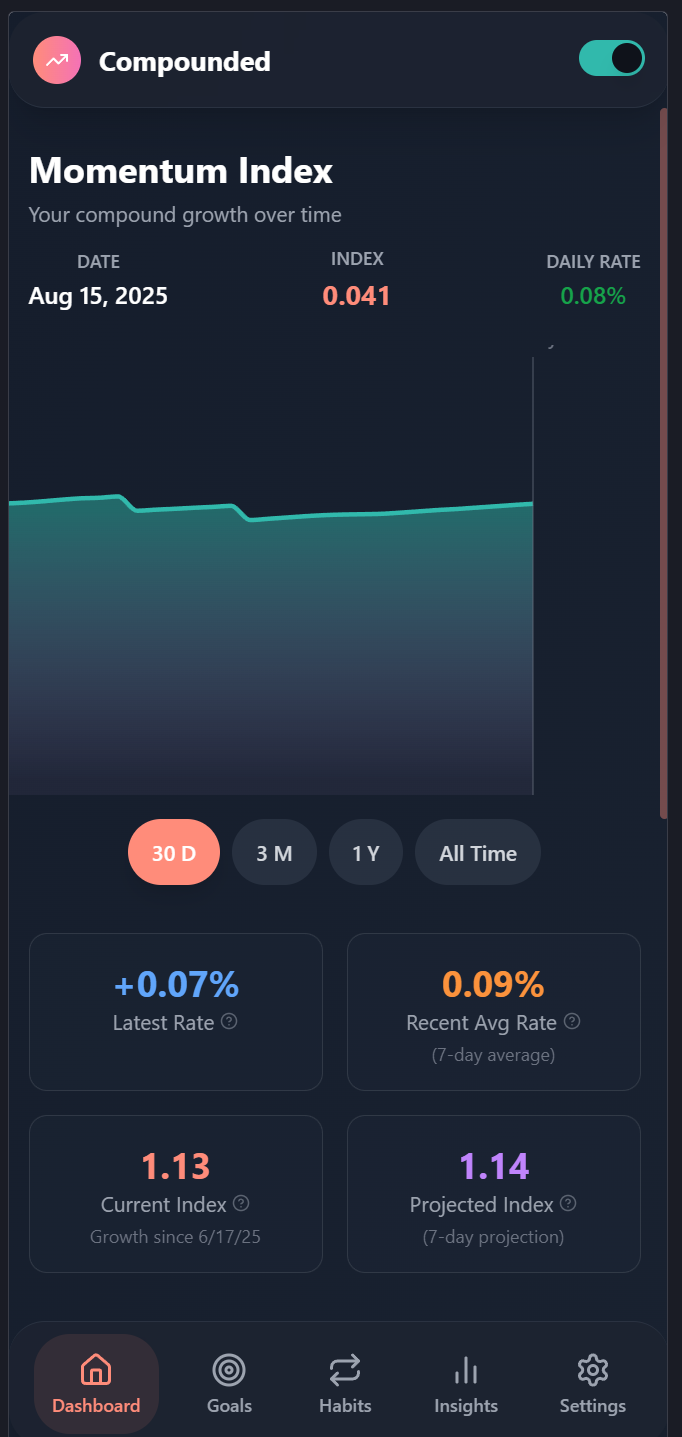 Compounded
Momentum Index
Your compound growth over time
DATE
INDEX
DAILY RATE
Aug 15, 2025
0.041
0.08%
30 D
3 M
1 Y
All Time
+0.07%
Latest Rate
0.09%
Recent Avg Rate
(7-day average)
1.13
Current Index
Growth since 6/17/25
1.14
Projected Index
(7-day projection)
Dashboard
Goals
Habits
Insights
Settings